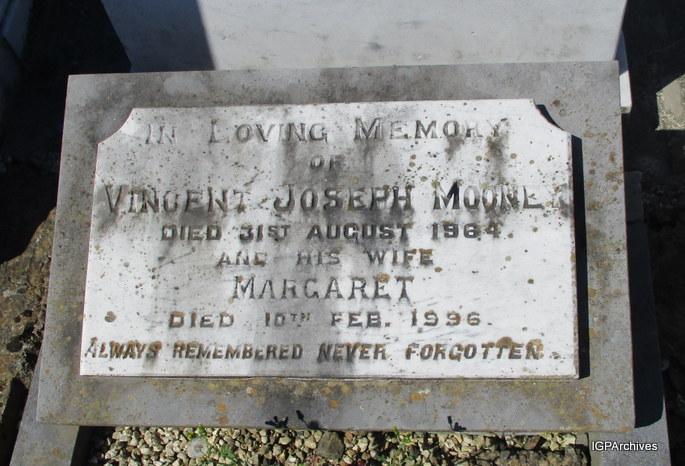 IN LOVING MEMORY
OF
VINCENT JOSEPH MOONEY
DIED 31ST AUGUST 1964.
AND HIS WIFE
MARGARET
DIED 10TH FEB. 1996.
ALWAYS REMEMBERED NEVER FORGOTTEN.
IGPArchives